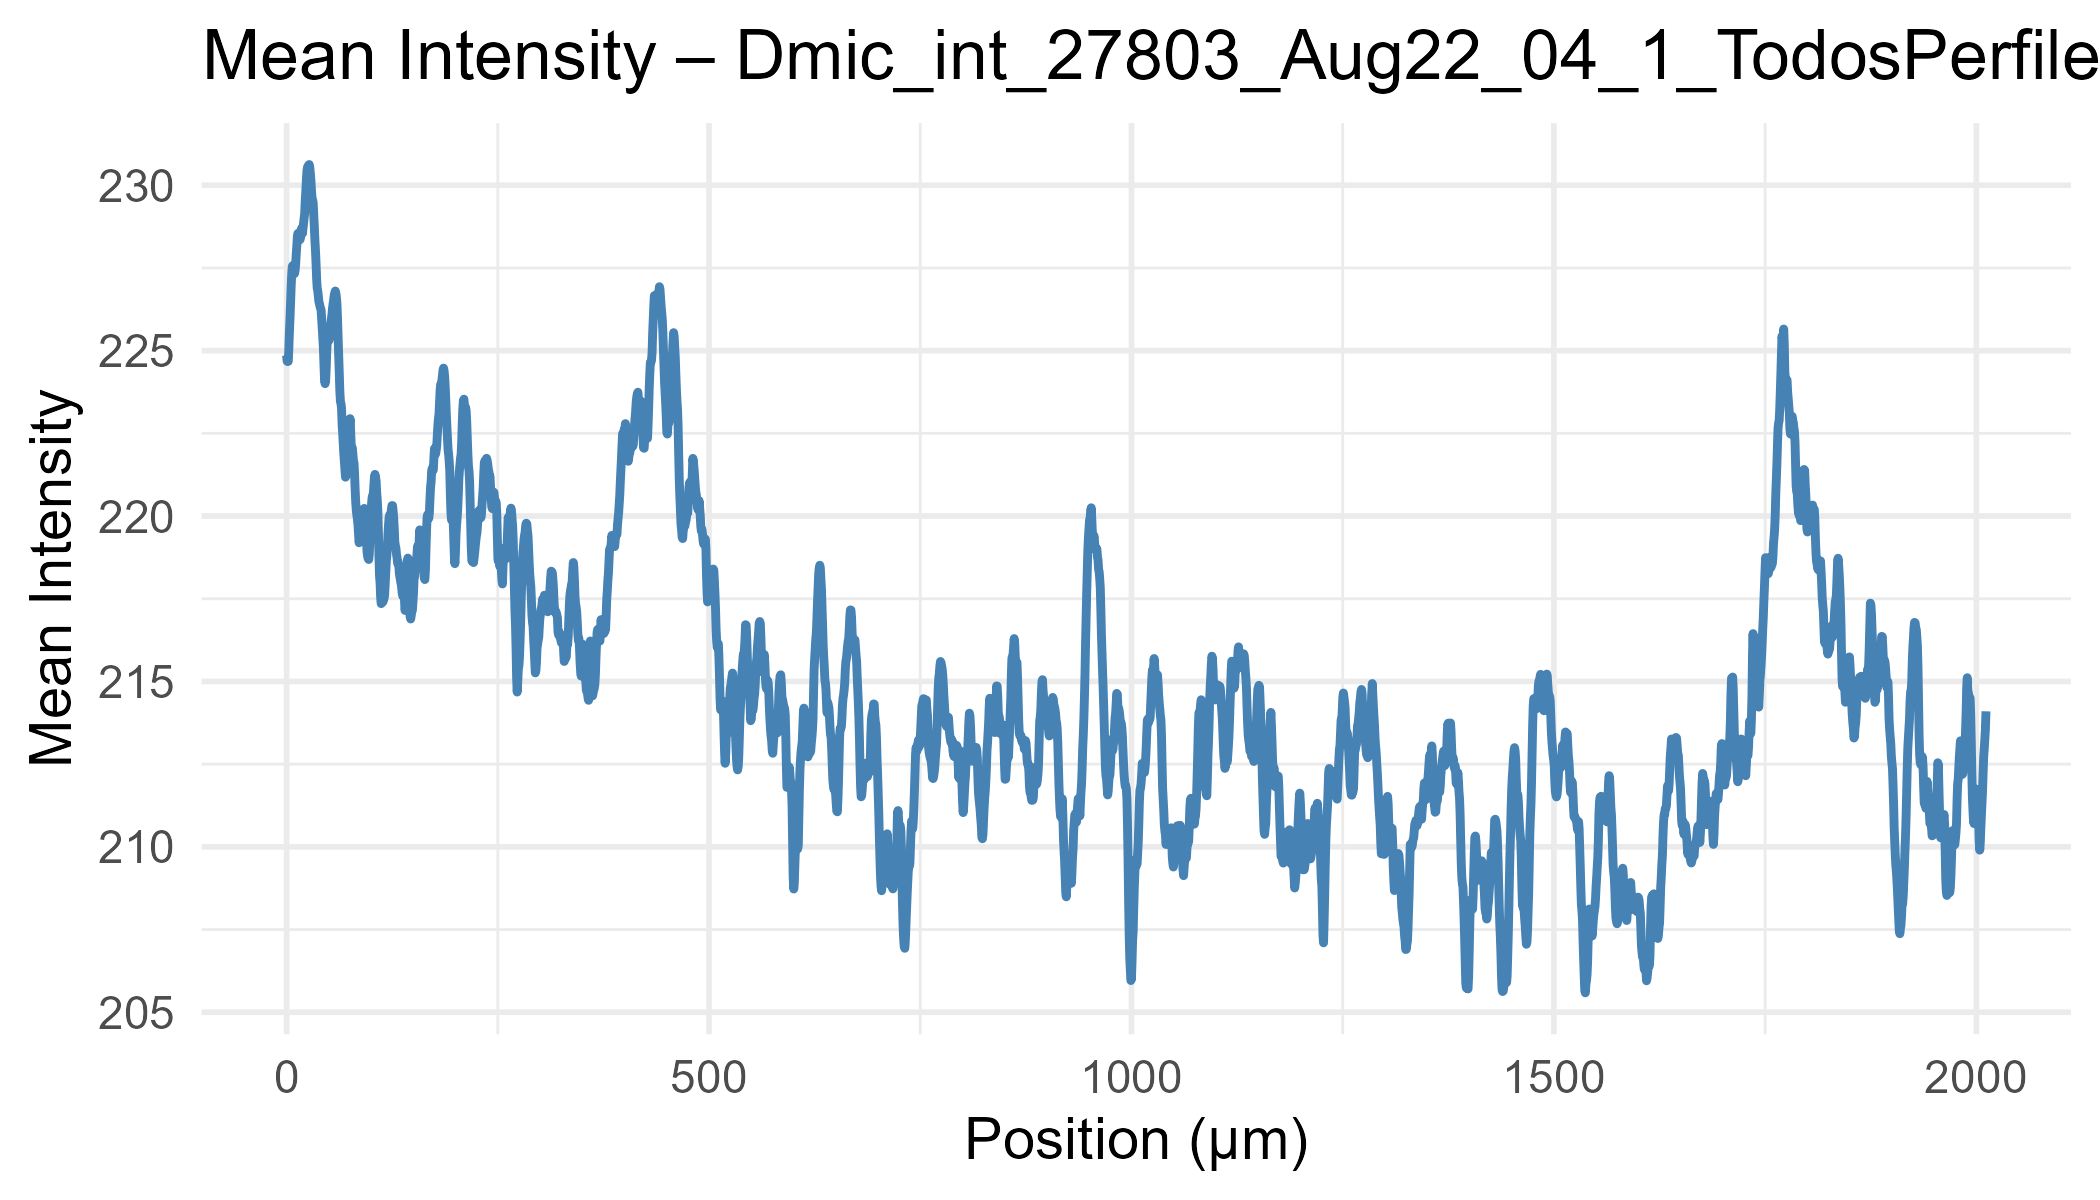 Mean Intensity – Dmic_int_27803_Aug22_04_1_TodosPerfile
Mean Intensity
230
225
220
215
210
205
0 500 1000 1500 2000
Position (µm)